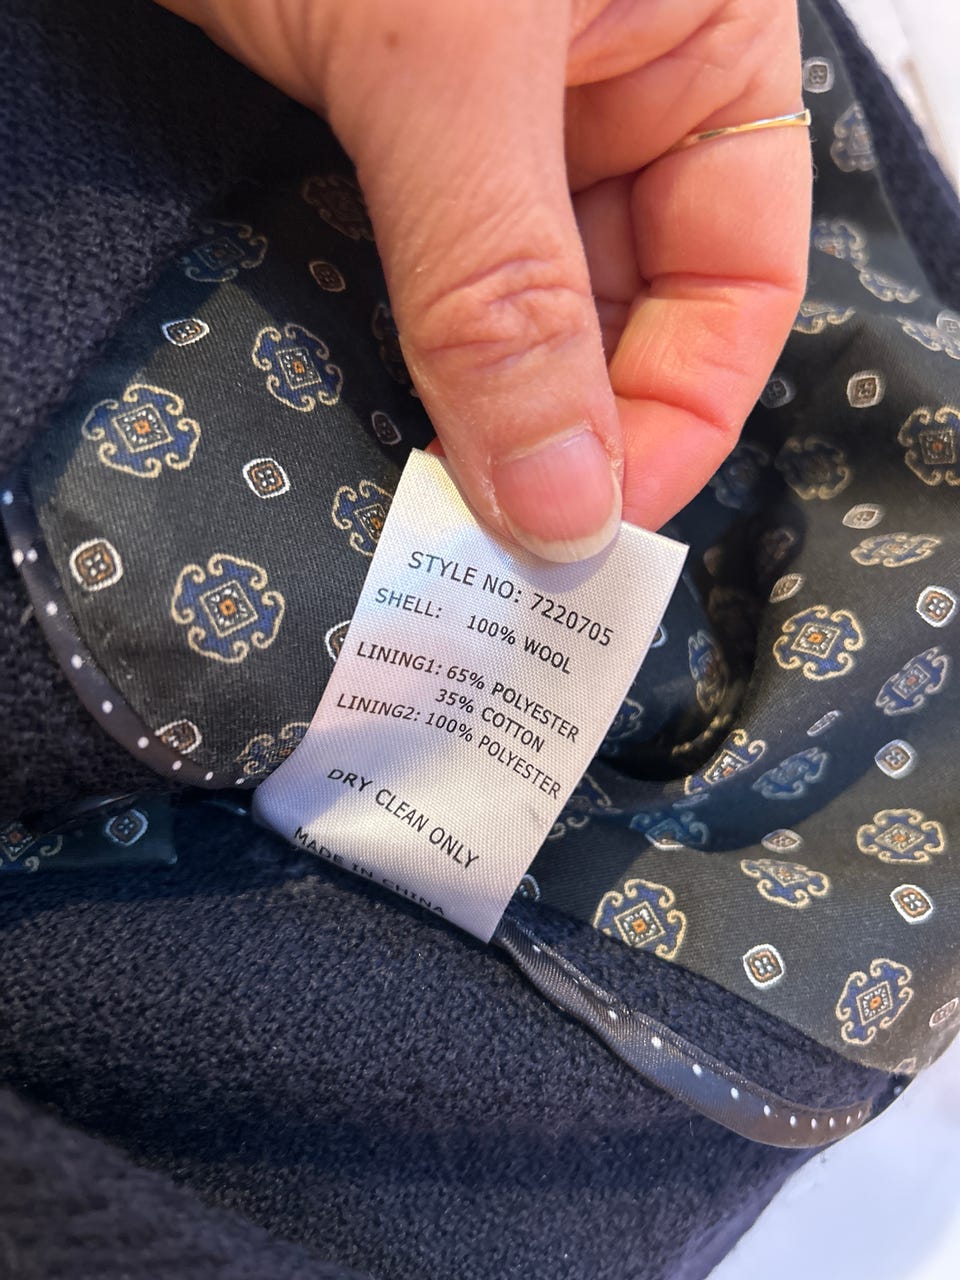 STYLE NO: 7220705
SHELL: 100% WOOL
LINING1: 65% POLYESTER
35% COTTON
LINING2: 100% POLYESTER
DRY CLEAN ONLY
MADE IN CHINA